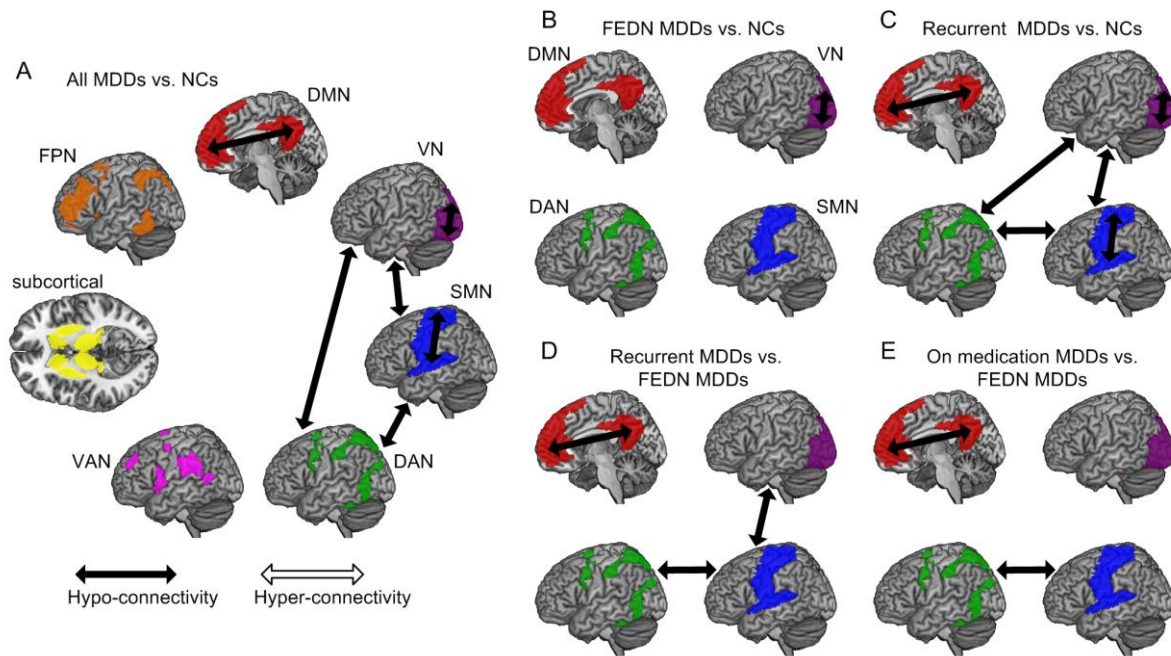 A
All MDDs vs. NCs
DMN
FPN
VN
subcortical
SMN
VAN
DAN
Hypo-connectivity
Hyper-connectivity
B
FEDN MDDs vs. NCs
DMN
VN
DAN
SMN
C
Recurrent MDDs vs. NCs
D
Recurrent MDDs vs.
FEDN MDDs
E
On medication MDDs vs.
FEDN MDDs